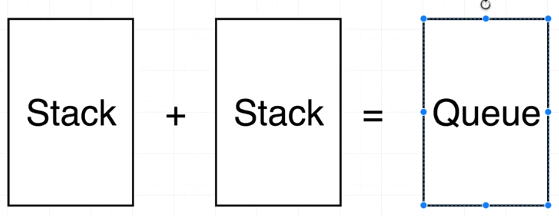 Stack + Stack = Queue